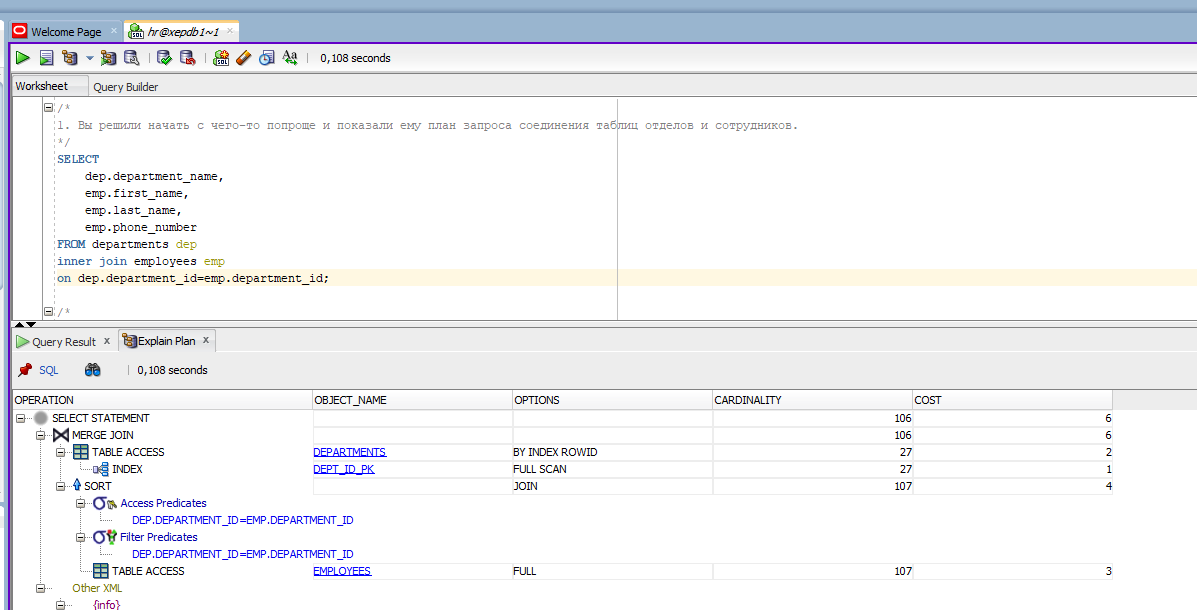 Welcome Page
hr@xepdb1~1
0,108 seconds
Worksheet
Query Builder
/*
1. Вы решили начать с чего-то попроще и показали ему план запроса соединения таблиц отделов и сотрудников.
*/
SELECT
dep.department_name,
emp.first_name,
emp.last_name,
emp.phone_number
FROM departments dep
inner join employees emp
on dep.department_id=emp.department_id;
/*
Query Result x
Explain Plan x
SQL
0,108 seconds
OPERATION OBJECT_NAME OPTIONS CARDINALITY COST
SELECT STATEMENT 106 6
MERGE JOIN 106 6
TABLE ACCESS DEPARTMENTS BY INDEX ROWID 27 2
INDEX DEPT_ID_PK FULL SCAN 27 1
SORT JOIN 107 4
Access Predicates
DEP.DEPARTMENT_ID=EMP.DEPARTMENT_ID
Filter Predicates
DEP.DEPARTMENT_ID=EMP.DEPARTMENT_ID
TABLE ACCESS EMPLOYEES FULL 107 3
Other XML
{info}